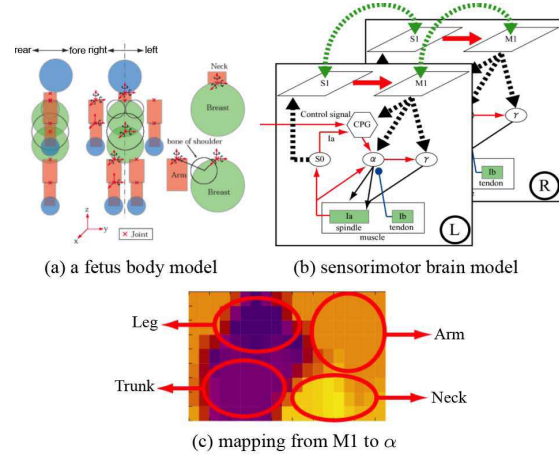 rear
fore
right
left
Neck
Breast
bone of shoulder
Arm
Breast
z
y
x
× Joint
(a) a fetus body model
S1
M1
S1
M1
Control signal
CPG
Ia
S0
α
γ
γ
Ia
spindle
Ib
tendon
muscle
L
Ib
tendon
R
(b) sensorimotor brain model
Leg
Arm
Trunk
Neck
(c) mapping from M1 to α